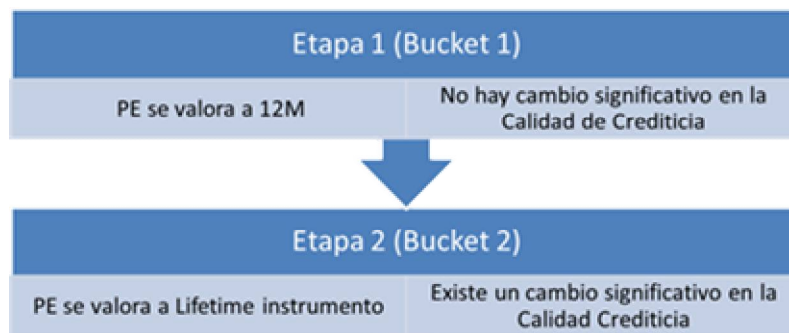 Etapa 1 (Bucket 1)
PE se valora a 12M
No hay cambio significativo en la
Calidad de Crediticia
Etapa 2 (Bucket 2)
PE se valora a Lifetime instrumento
Existe un cambio significativo en la
Calidad Crediticia